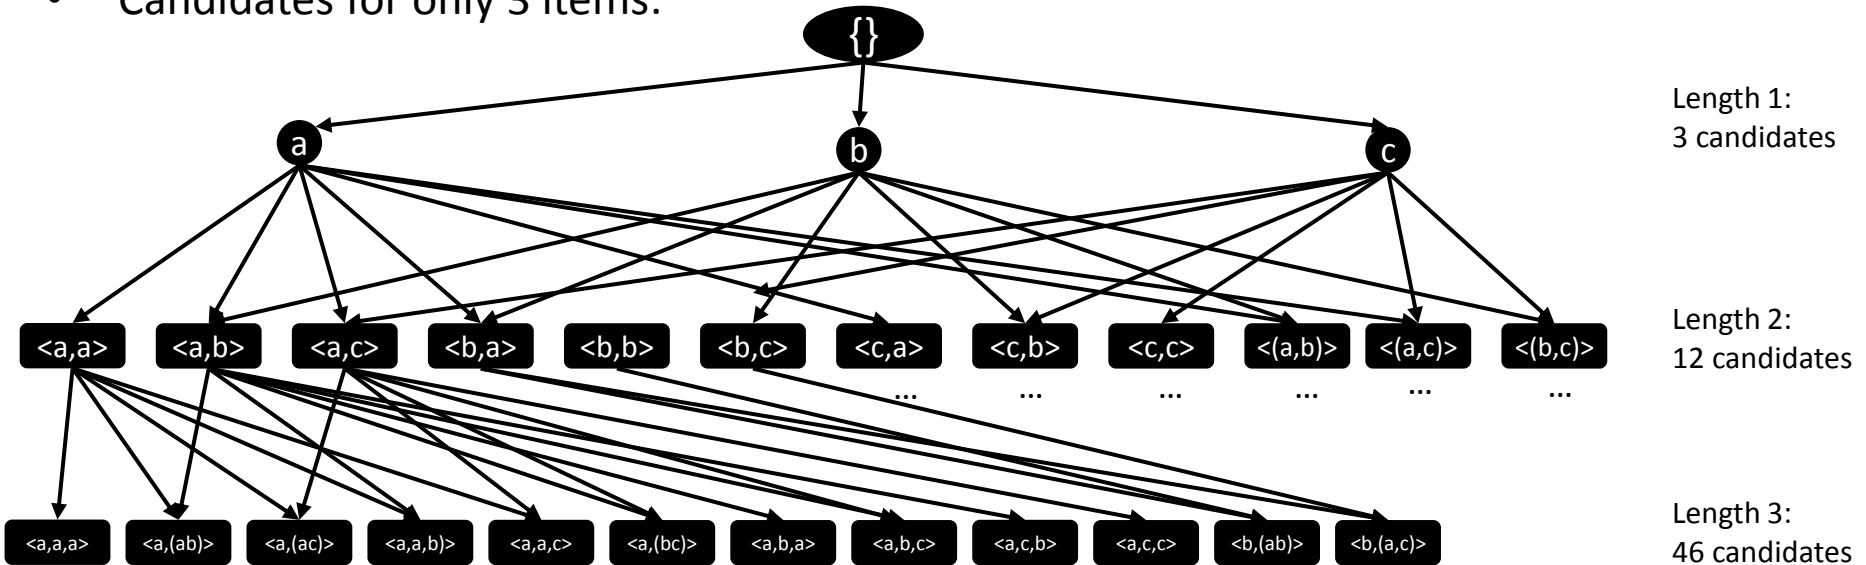 • Candidates for only 3 items:
{}
Length 1:
3 candidates
a
b
c
Length 2:
12 candidates
<a,a>
<a,b>
<a,c>
<b,a>
<b,b>
<b,c>
<c,a>
<c,b>
<c,c>
<(a,b)>
<(a,c)>
<(b,c)>
...
...
...
...
...
...
Length 3:
46 candidates
<a,a,a>
<a,(ab)>
<a,(ac)>
<a,a,b)>
<a,a,c>
<a,(bc)>
<a,b,a>
<a,b,c>
<a,c,b>
<a,c,c>
<b,(ab)>
<b,(a,c)>